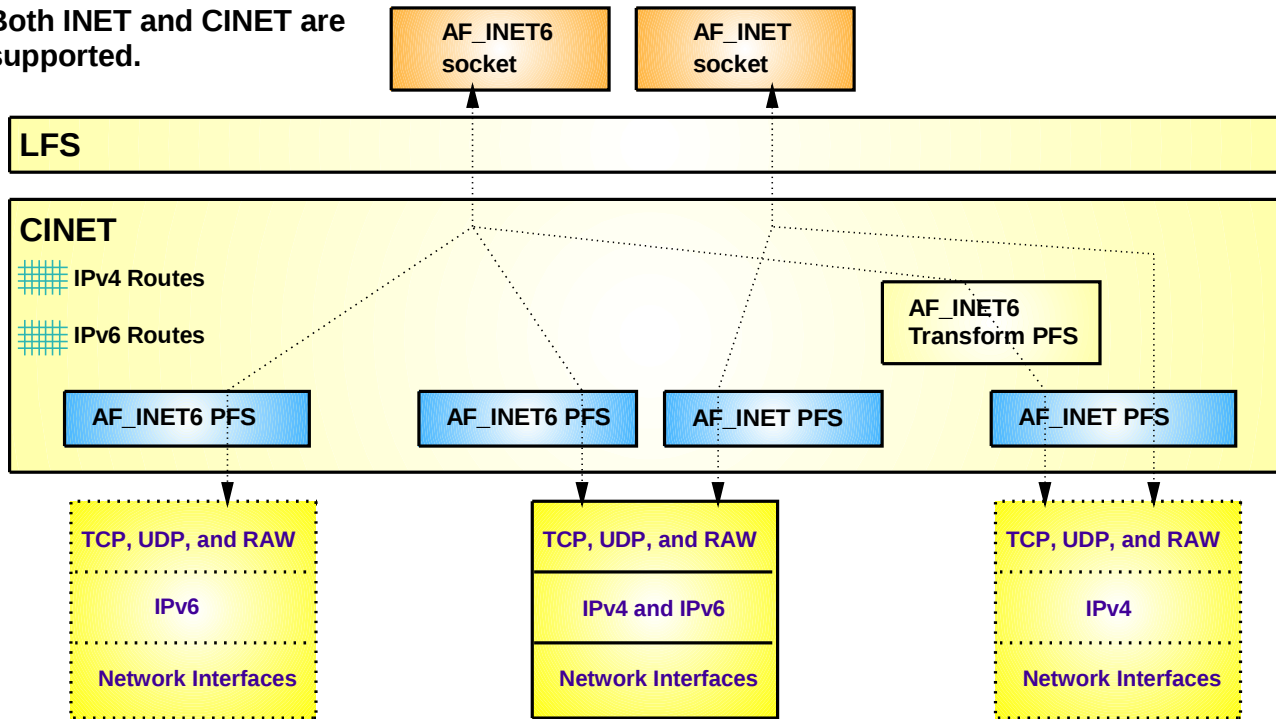 Both INET and CINET are
supported.
AF_INET6
socket
AF_INET
socket
LFS
CINET
IPv4 Routes
IPv6 Routes
AF_INET6
Transform PFS
AF_INET6 PFS
AF_INET6 PFS
AF_INET PFS
AF_INET PFS
TCP, UDP, and RAW
IPv6
Network Interfaces
TCP, UDP, and RAW
IPv4 and IPv6
Network Interfaces
TCP, UDP, and RAW
IPv4
Network Interfaces